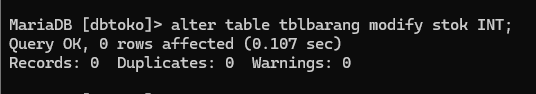 MariaDB [dbtoko]> alter table tblbarang modify stok INT;
Query OK, 0 rows affected (0.107 sec)
Records: 0  Duplicates: 0  Warnings: 0